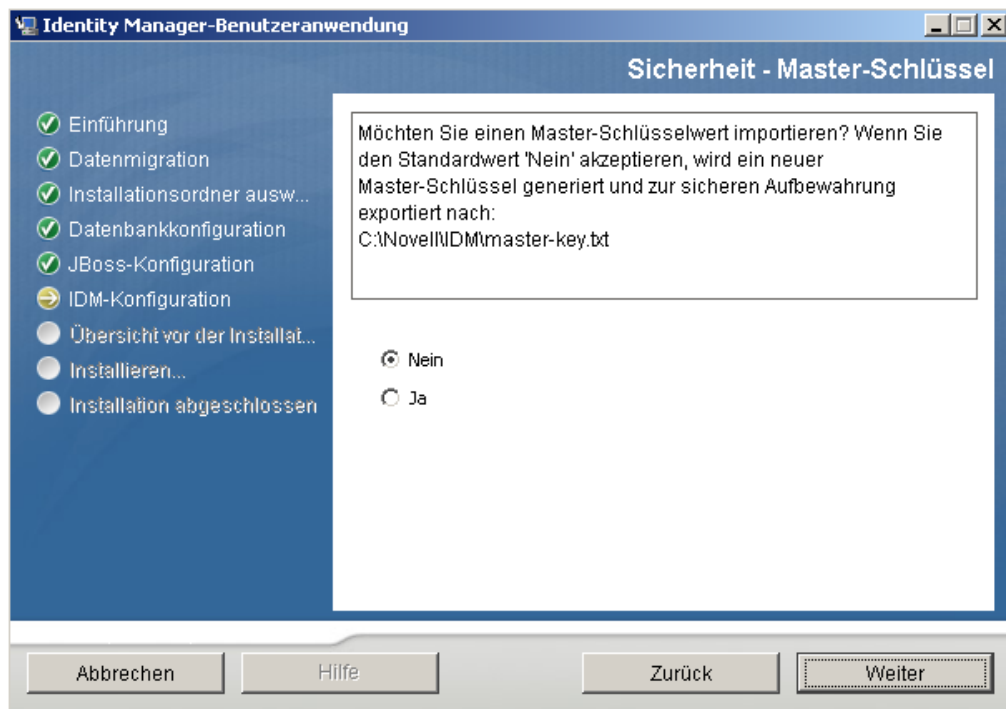 Identity Manager-Benutzeranwendung
Sicherheit - Master-Schlüssel
Einführung
Datenmigration
Installationsordner ausw...
Datenbankkonfiguration
JBoss-Konfiguration
IDM-Konfiguration
Übersicht vor der Installat...
Installieren...
Installation abgeschlossen
Möchten Sie einen Master-Schlüsselwert importieren? Wenn Sie
den Standardwert 'Nein' akzeptieren, wird ein neuer
Master-Schlüssel generiert und zur sicheren Aufbewahrung
exportiert nach:
C:\Novell\IDM\master-key.txt
Nein
Ja
Abbrechen
Hilfe
Zurück
Weiter